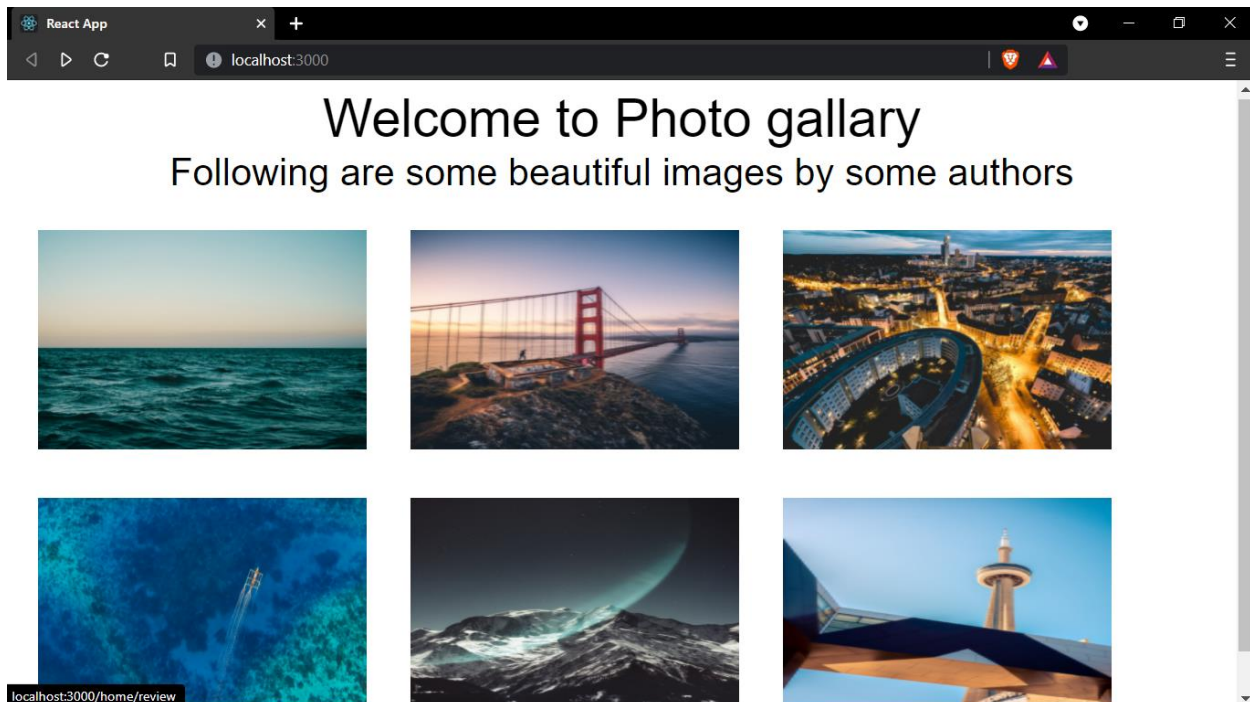 React App
localhost:3000
Welcome to Photo gallary
Following are some beautiful images by some authors
localhost:3000/home/review